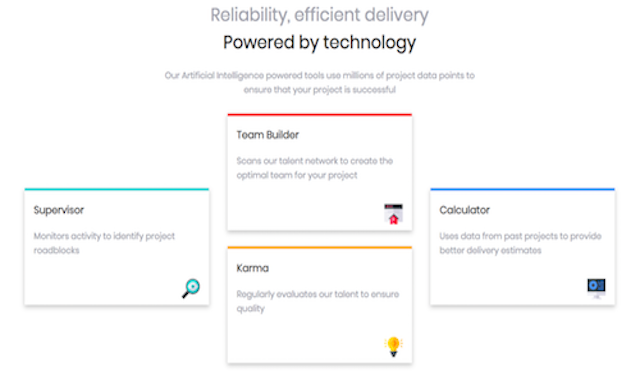 Reliability, efficient delivery
Powered by technology
Our Artificial Intelligence powered tools use millions of project data points to
ensure that your project is successful
Supervisor
Monitors activity to identify project
roadblocks
Team Builder
Scans our talent network to create the
optimal team for your project
Karma
Regularly evaluates our talent to ensure
quality
Calculator
Uses data from past projects to provide
better delivery estimates